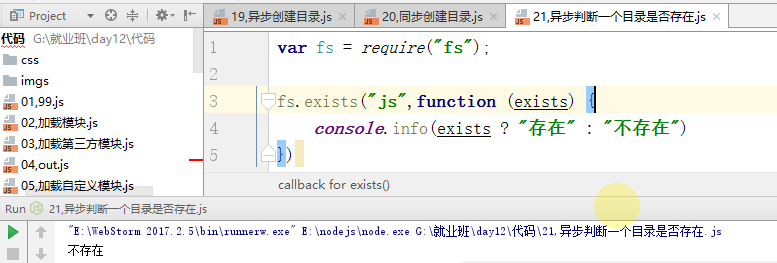 Project
19,异步创建目录.js
20,同步创建目录.js
21,异步判断一个目录是否存在.js
代码 G:\就业班\day12\代码
css
imgs
01,99.js
02,加载模块.js
03,加载第三方模块.js
04,out.js
05,加载自定义模块.js
1 var fs = require("fs");
2
3 fs.exists("js",function (exists) {
4 console.info(exists ? "存在" : "不存在")
5 })
callback for exists()
Run 21,异步判断一个目录是否存在.js
"E:\WebStorm 2017.2.5\bin\runnerw.exe" E:\nodejs\node.exe G:\就业班\day12\代码\21,异步判断一个目录是否存在.js
不存在